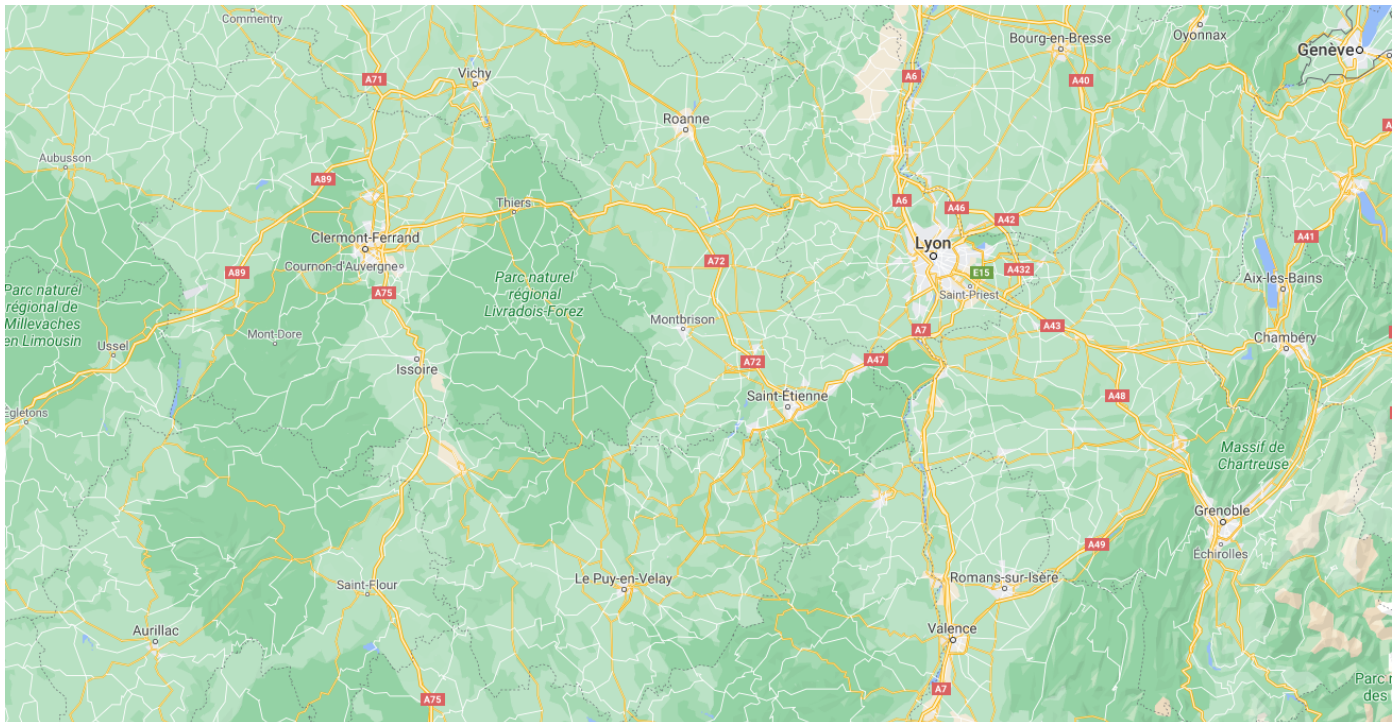 Commentry
Vichy
A71
Roanne
A6
Bourg-en-Bresse
A40
Oyonnax
Genève
Aubusson
A89
Thiers
A6
A46
A42
Clermont-Ferrand
Lyon
A41
Cournon-d'Auvergne
A89
A72
E15
A432
Aix-les-Bains
Parc naturel
régional de
Millevaches
en Limousin
A75
Parc naturel
régional
Livradois-Forez
Saint-Priest
Mont-Dore
Montbrison
A7
A43
Ussel
Issoire
A72
A47
Chambéry
Saint-Étienne
A48
Egletons
Massif de
Chartreuse
Grenoble
A49
Échirolles
Saint-Flour
Le Puy-en-Velay
Romans-sur-Isère
Aurillac
Valence
A75
A7
Parc
des